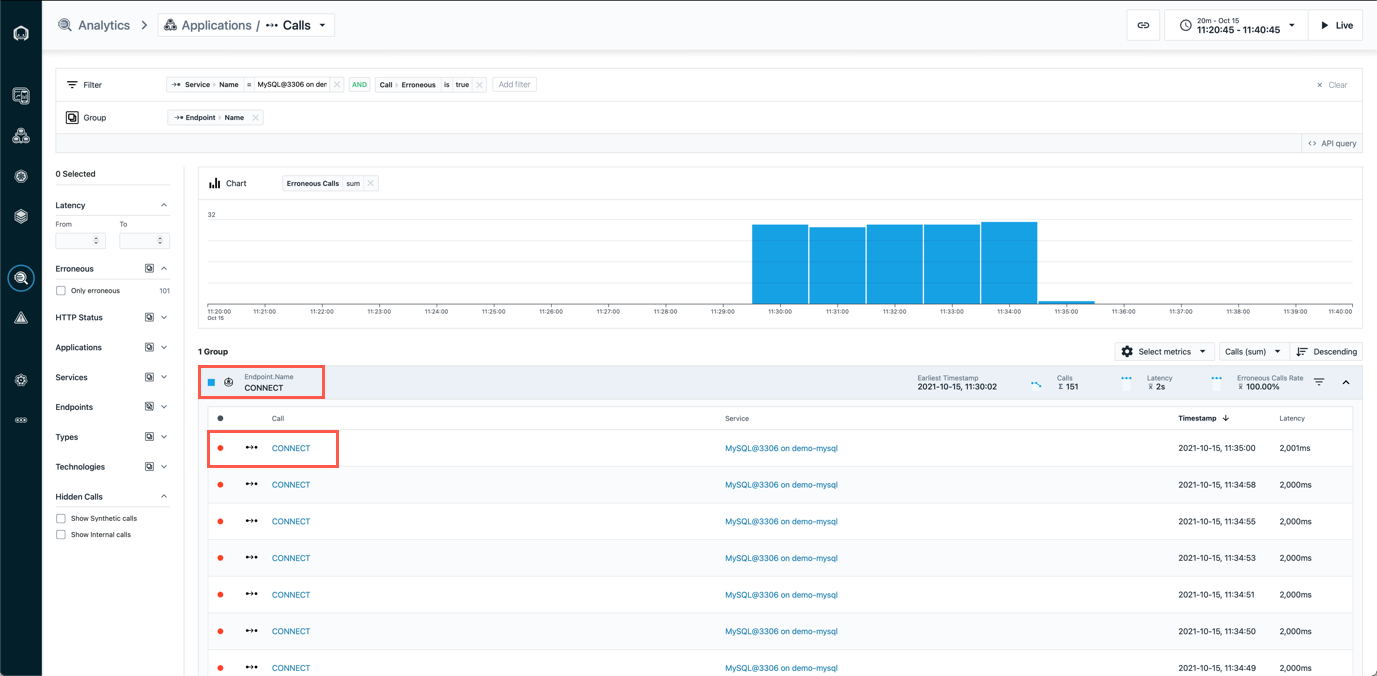 Analytics > Applications / Calls
20m - Oct 15
11:20:45 - 11:40:45
Live
Filter
Service › Name = MySQL@3306 on den
AND
Call › Erroneous is true
Add filter
× Clear
Group
Endpoint › Name
<> API query
0 Selected
Latency
From To
Erroneous
Only erroneous 101
HTTP Status
Applications
Services
Endpoints
Types
Technologies
Hidden Calls
Show Synthetic calls
Show Internal calls
Chart
Erroneous Calls sum
32
11:20:00 11:21:00 11:22:00 11:23:00 11:24:00 11:25:00 11:26:00 11:27:00 11:28:00 11:29:00 11:30:00 11:31:00 11:32:00 11:33:00 11:34:00 11:35:00 11:36:00 11:37:00 11:38:00 11:39:00 11:40:00
Oct 15
1 Group
Select metrics
Calls (sum)
Descending
Endpoint.Name
CONNECT
Earliest Timestamp
2021-10-15, 11:30:02
Calls
Σ 151
Latency
2s
Erroneous Calls Rate
100.00%
Call Service Timestamp ↓ Latency
CONNECT MySQL@3306 on demo-mysql 2021-10-15, 11:35:00 2,001ms
CONNECT MySQL@3306 on demo-mysql 2021-10-15, 11:34:58 2,000ms
CONNECT MySQL@3306 on demo-mysql 2021-10-15, 11:34:55 2,000ms
CONNECT MySQL@3306 on demo-mysql 2021-10-15, 11:34:53 2,000ms
CONNECT MySQL@3306 on demo-mysql 2021-10-15, 11:34:51 2,000ms
CONNECT MySQL@3306 on demo-mysql 2021-10-15, 11:34:50 2,000ms
CONNECT MySQL@3306 on demo-mysql 2021-10-15, 11:34:49 2,000ms